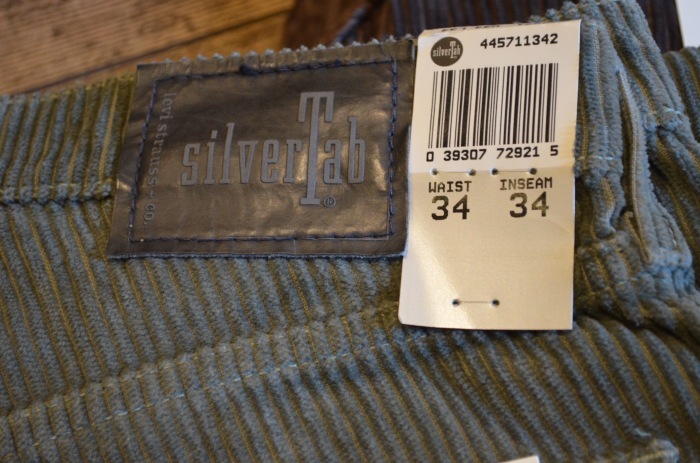 levi strauss & co.
silverTab®
silverTab
445711342
0 39307 72921 5
WAIST INSEAM
34 34